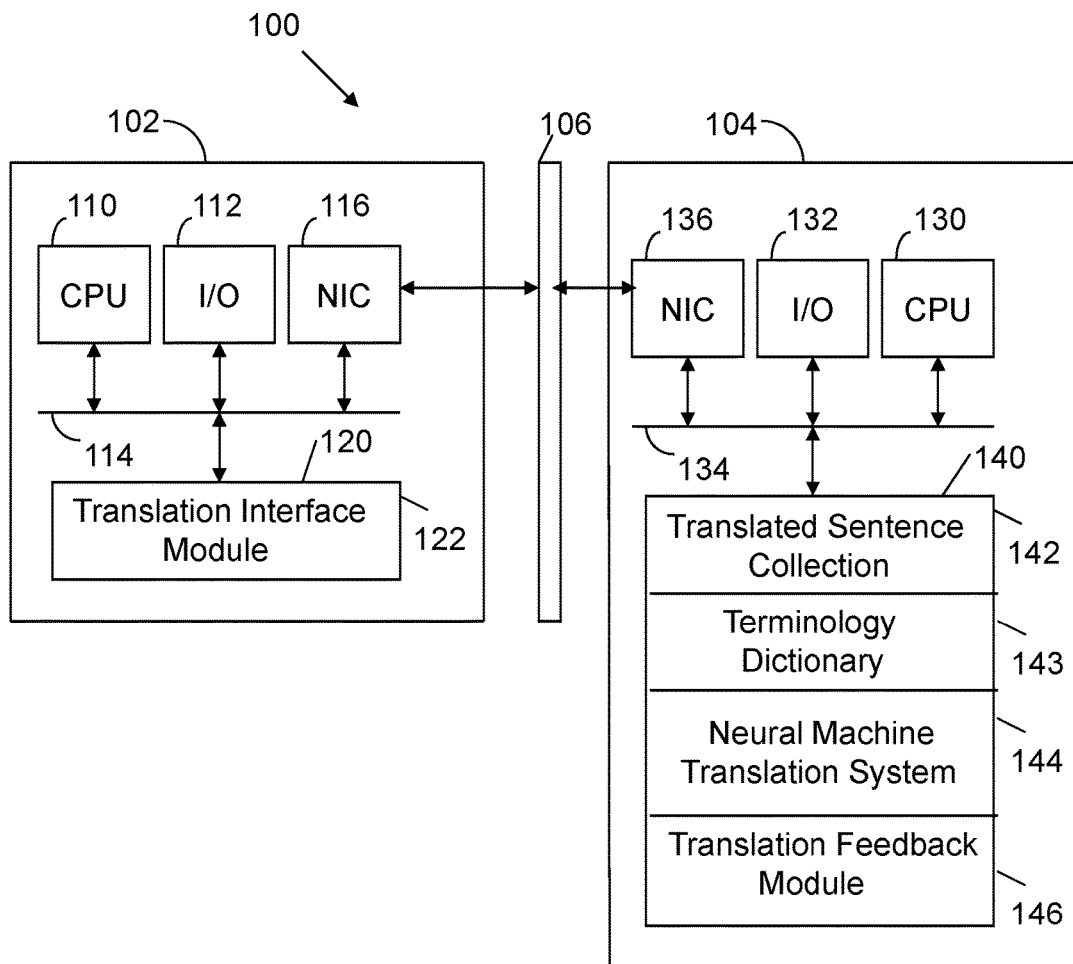 100
102
106
104
110
112
116
136
132
130
CPU
I/O
NIC
NIC
I/O
CPU
114
120
134
140
Translation Interface
Module
122
Translated Sentence
Collection
142
Terminology
Dictionary
143
Neural Machine
Translation System
144
Translation Feedback
Module
146